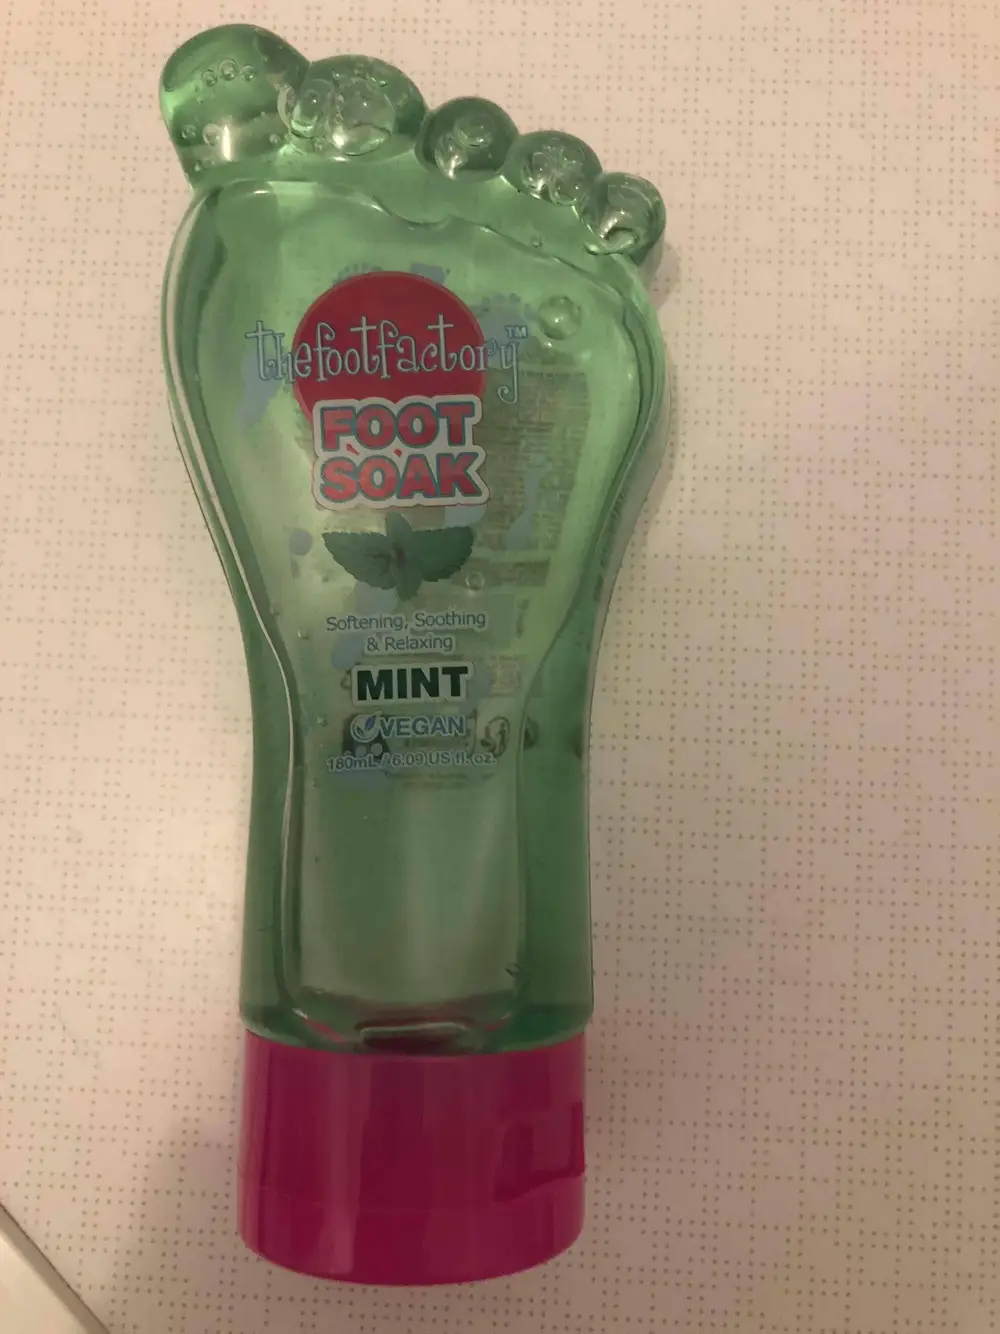 thefootfactory™
FOOT
SOAK
Softening, Soothing
& Relaxing
MINT
VEGAN
180mL / 6.09 US fl. oz.